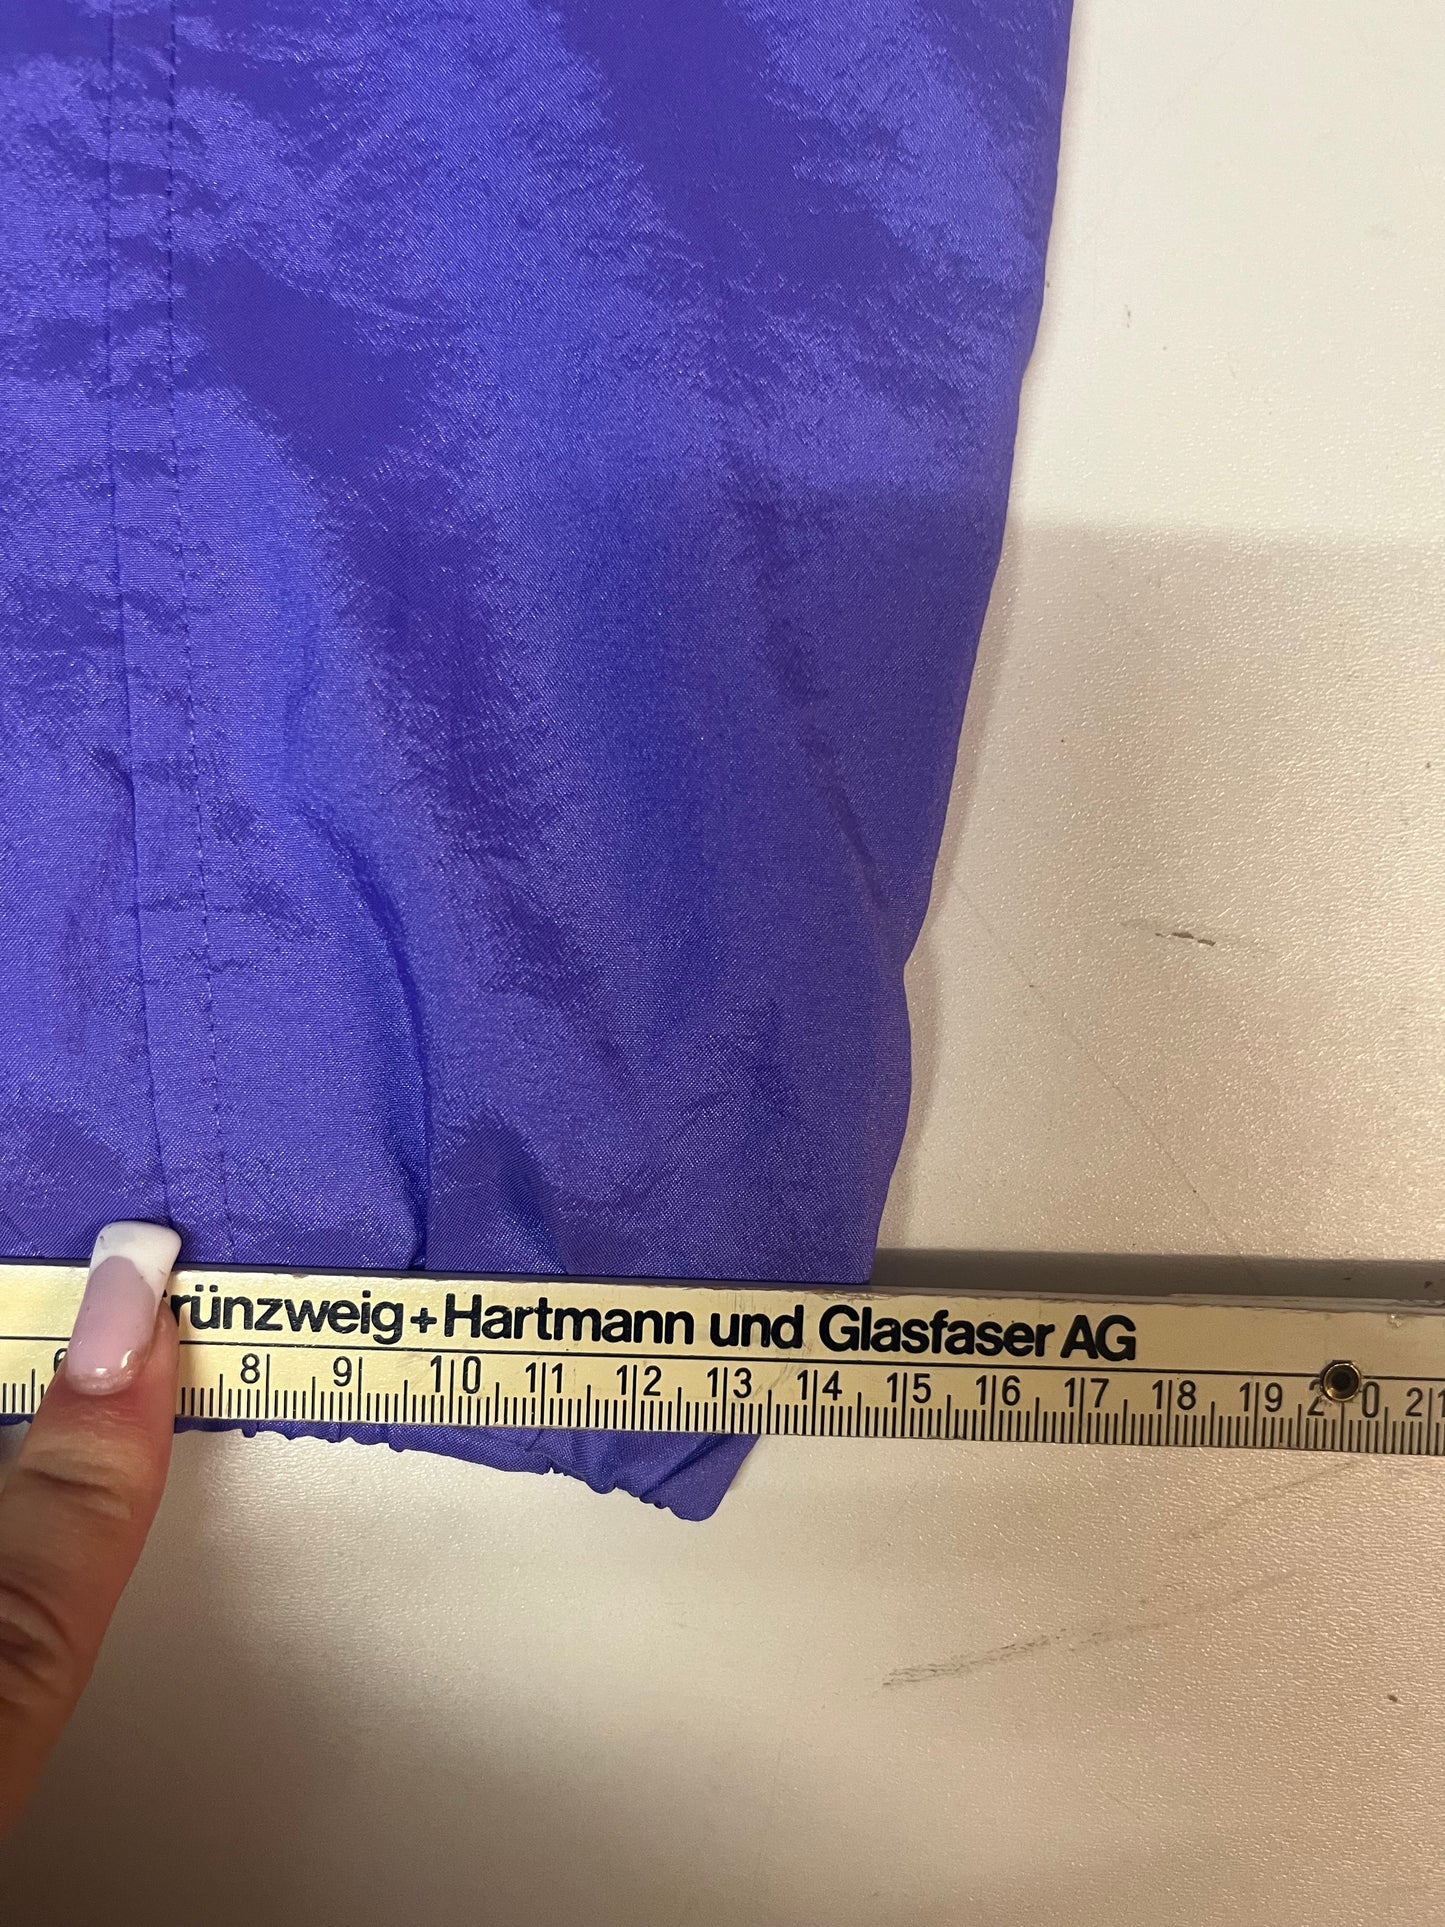 rünzweig+Hartmann und Glasfaser AG
6 8 9 10 11 12 13 14 15 16 17 18 19 20 21